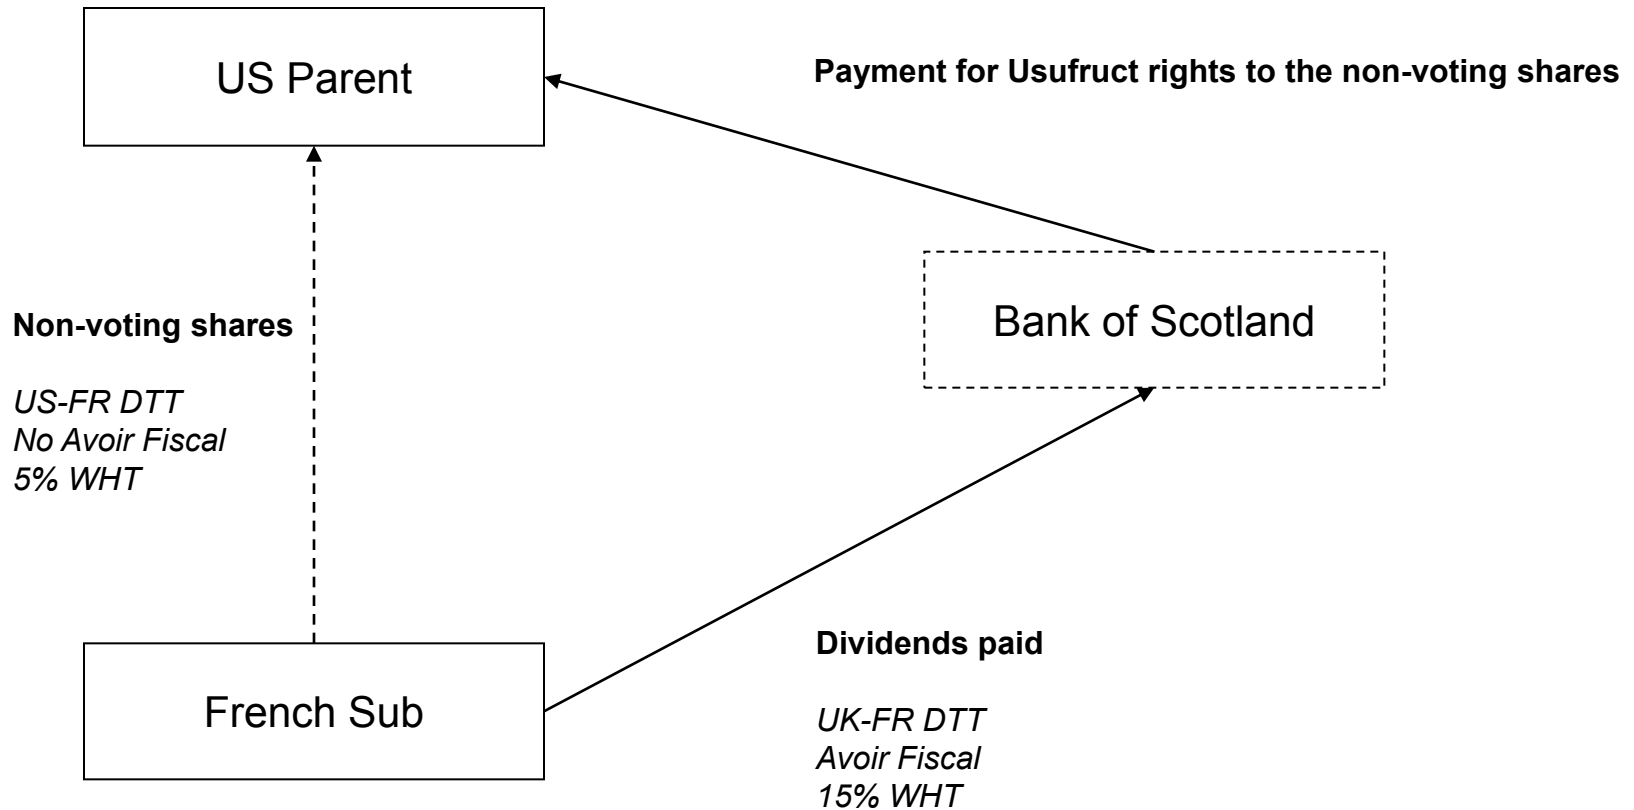 US Parent
Payment for Usufruct rights to the non-voting shares
Bank of Scotland
Non-voting shares
US-FR DTT
No Avoir Fiscal
5% WHT
French Sub
Dividends paid
UK-FR DTT
Avoir Fiscal
15% WHT